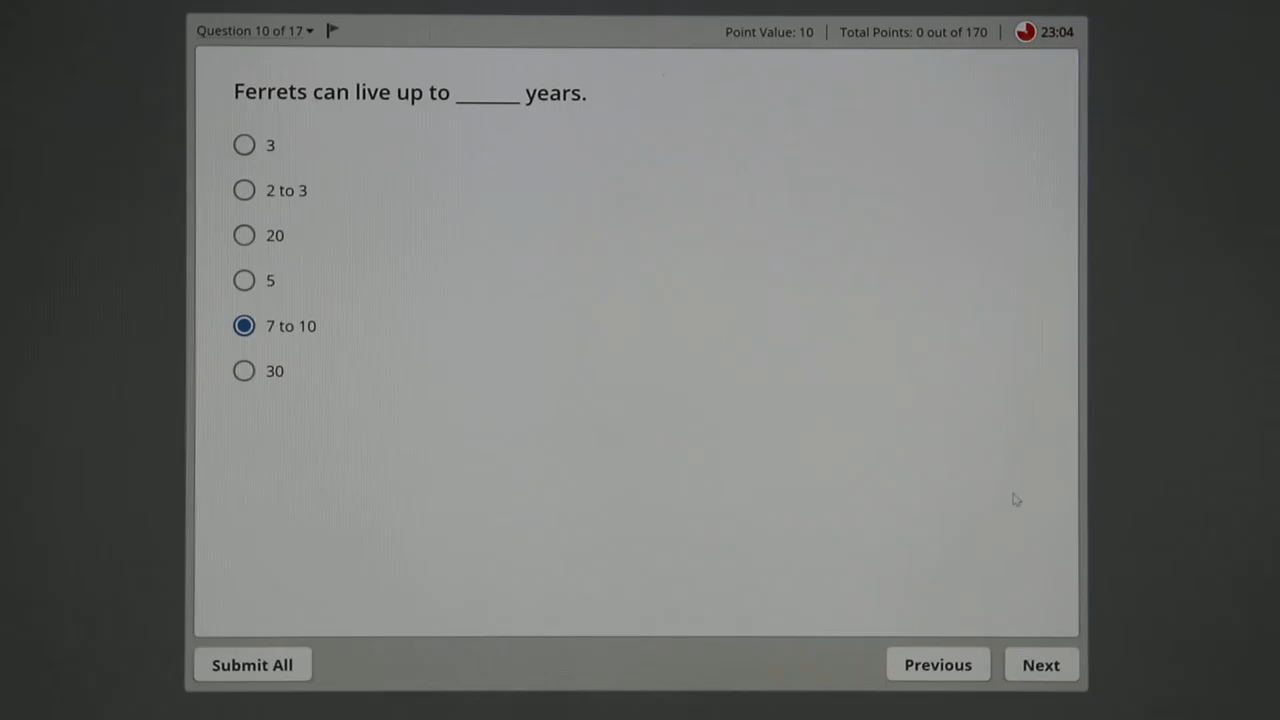 Question 10 of 17
Point Value: 10 | Total Points: 0 out of 170 | 23:04
Ferrets can live up to ______ years.
3
2 to 3
20
5
7 to 10
30
Submit All
Previous
Next